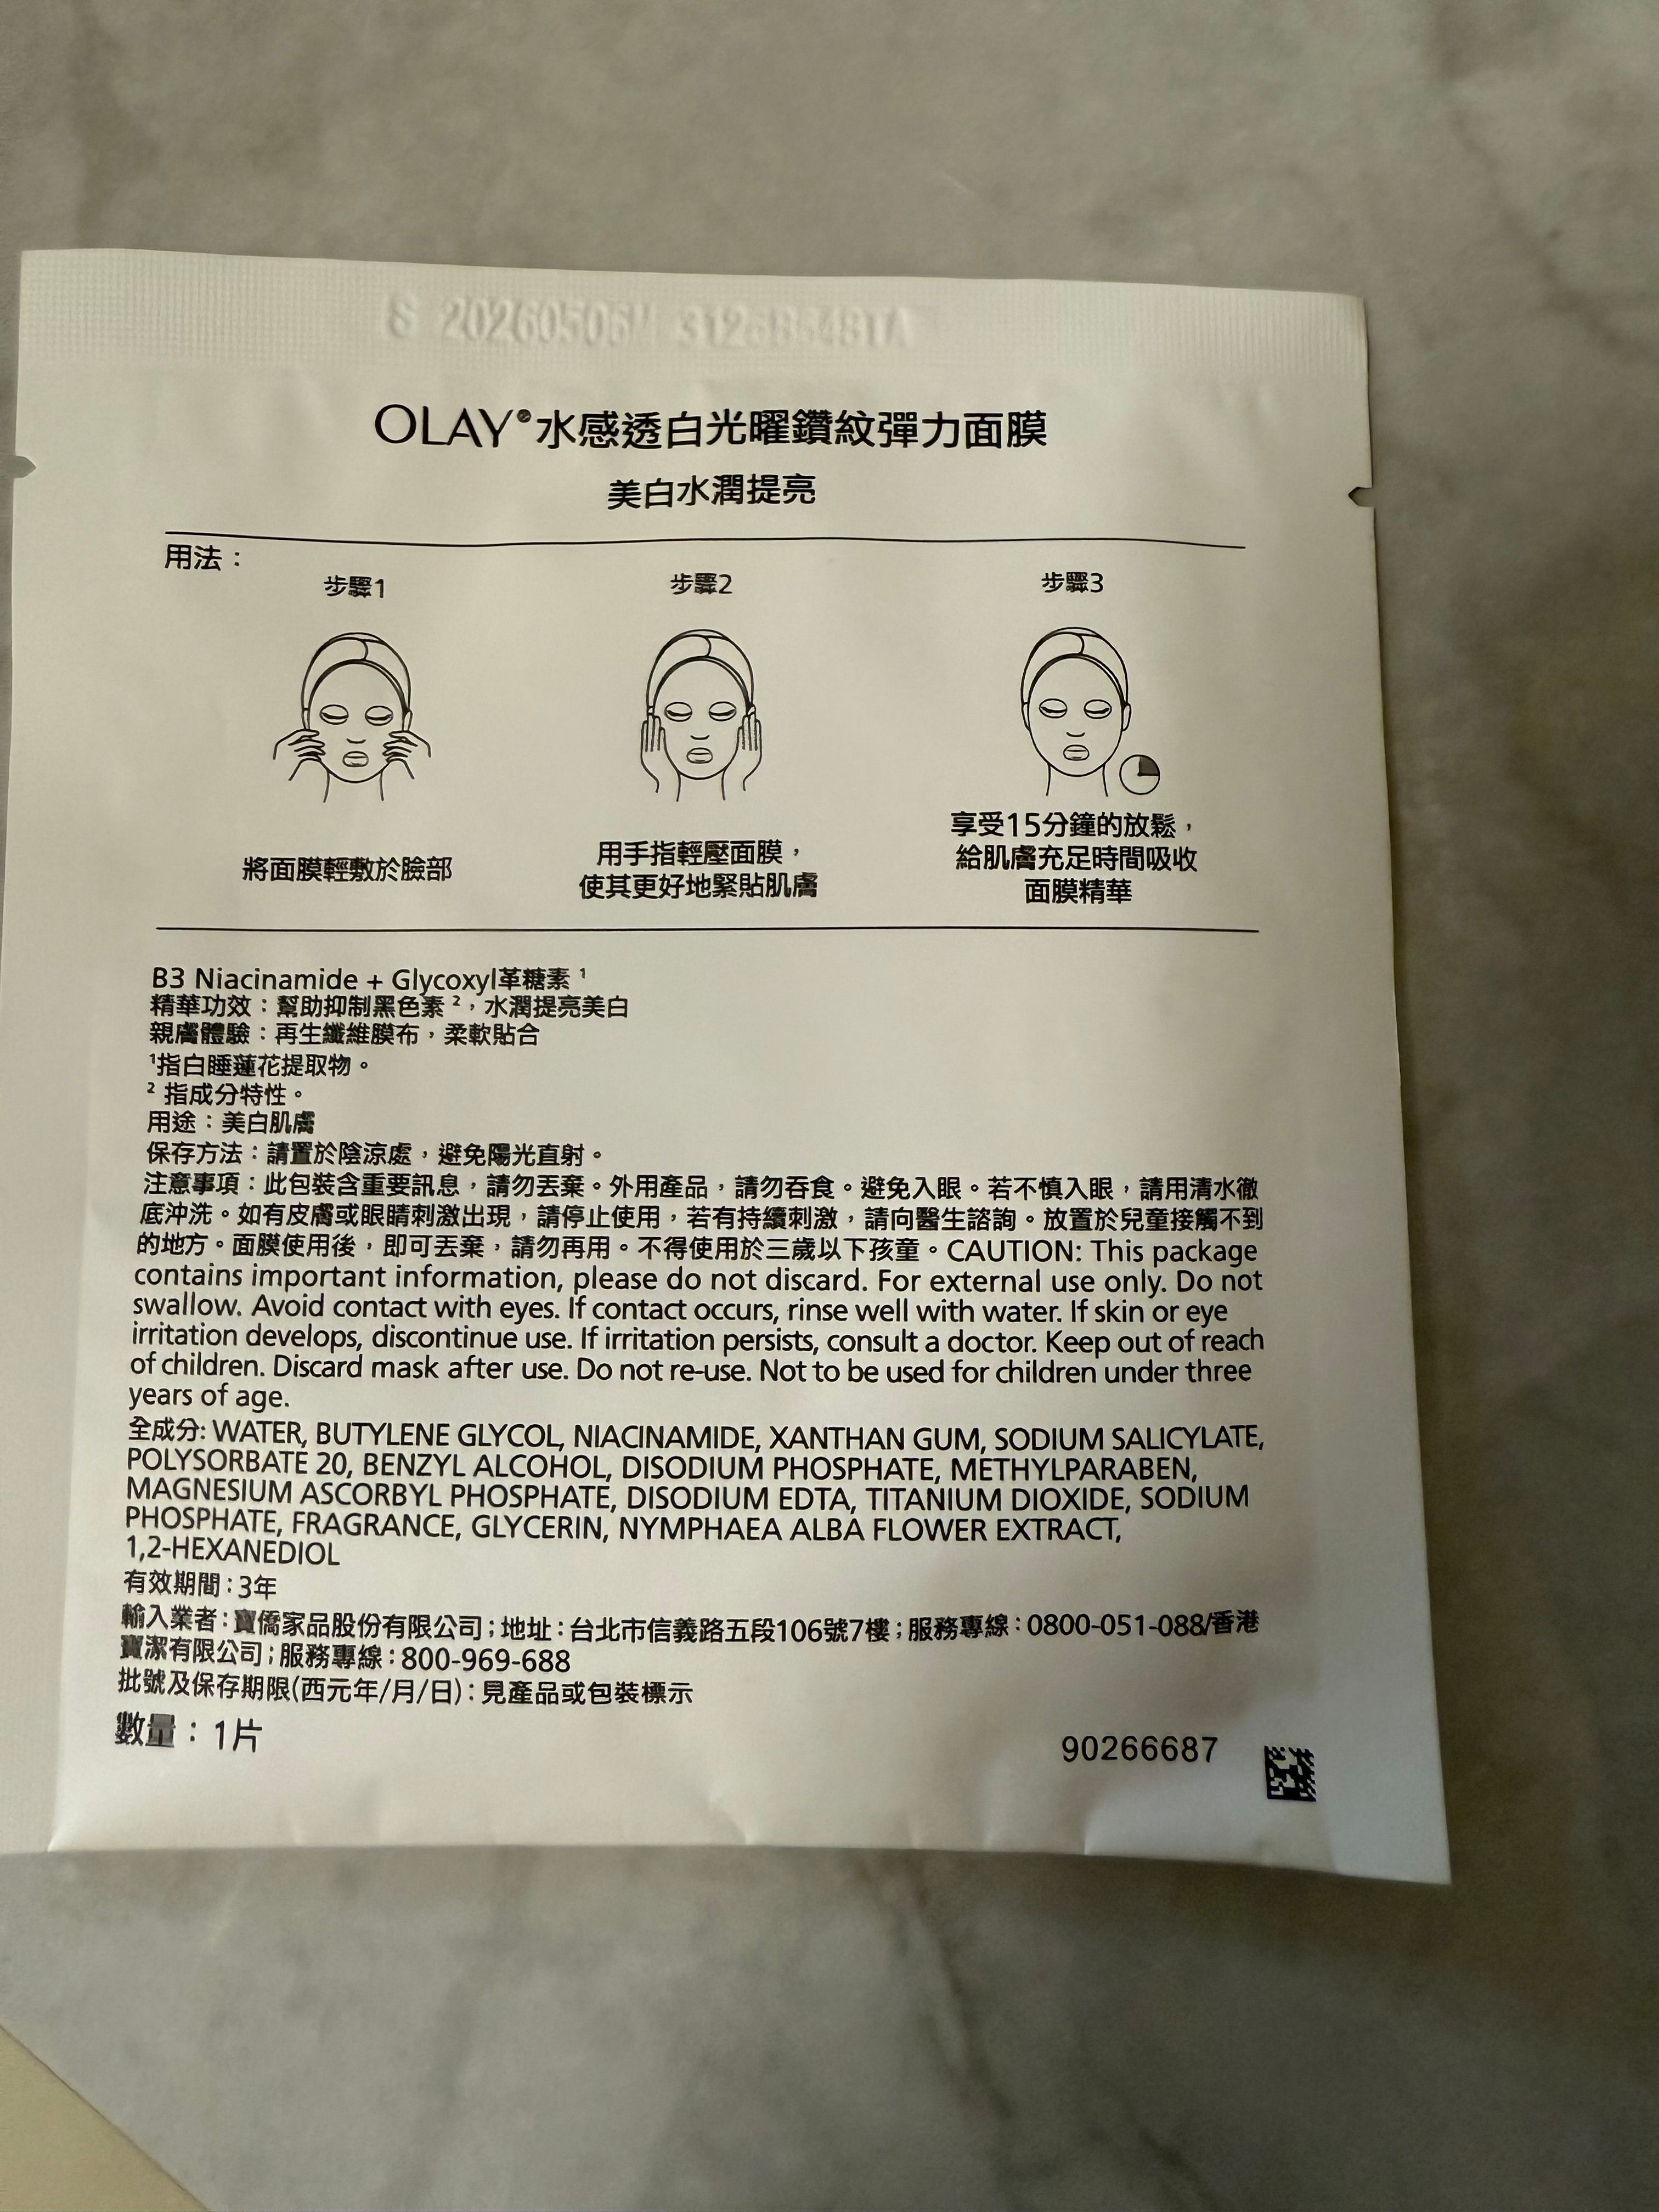 20260506
OLAY®水感透白光曜鑽紋彈力面膜
美白水潤提亮
用法：
步驟1
步驟2
步驟3
將面膜輕敷於臉部
用手指輕壓面膜，
使其更好地緊貼肌膚
享受15分鐘的放鬆，
給肌膚充足時間吸收
面膜精華
B3 Niacinamide + Glycoxyl革糖素 ¹
精華功效：幫助抑制黑色素 ²，水潤提亮美白
親膚體驗：再生纖維膜布，柔軟貼合
¹指白睡蓮花提取物。
² 指成分特性。
用途：美白肌膚
保存方法：請置於陰涼處，避免陽光直射。
注意事項：此包裝含重要訊息，請勿丟棄。外用產品，請勿吞食。避免入眼。若不慎入眼，請用清水徹
底沖洗。如有皮膚或眼睛刺激出現，請停止使用，若有持續刺激，請向醫生諮詢。放置於兒童接觸不到
的地方。面膜使用後，即可丟棄，請勿再用。不得使用於三歲以下孩童。CAUTION: This package
contains important information, please do not discard. For external use only. Do not
swallow. Avoid contact with eyes. If contact occurs, rinse well with water. If skin or eye
irritation develops, discontinue use. If irritation persists, consult a doctor. Keep out of reach
of children. Discard mask after use. Do not re-use. Not to be used for children under three
years of age.
全成分: WATER, BUTYLENE GLYCOL, NIACINAMIDE, XANTHAN GUM, SODIUM SALICYLATE,
POLYSORBATE 20, BENZYL ALCOHOL, DISODIUM PHOSPHATE, METHYLPARABEN,
MAGNESIUM ASCORBYL PHOSPHATE, DISODIUM EDTA, TITANIUM DIOXIDE, SODIUM
PHOSPHATE, FRAGRANCE, GLYCERIN, NYMPHAEA ALBA FLOWER EXTRACT,
1,2-HEXANEDIOL
有效期間：3年
輸入業者：寶僑家品股份有限公司；地址：台北市信義路五段106號7樓；服務專線：0800-051-088/香港
寶潔有限公司；服務專線：800-969-688
批號及保存期限(西元年/月/日)：見產品或包裝標示
數量：1片
90266687